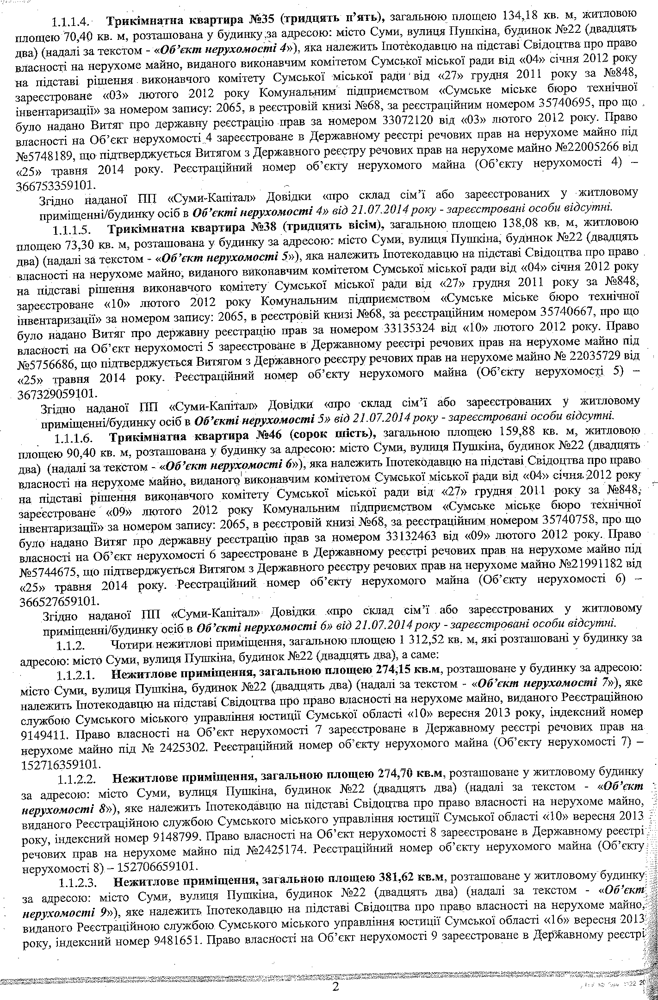 1.1.1.4. Трикімнатна квартира №35 (тридцять п’ять), загальною площею 134,18 кв. м, житловою
площею 70,40 кв. м, розташована у будинку за адресою: місто Суми, вулиця Пушкіна, будинок №22 (двадцять
два) (надалі за текстом - «Об’єкт нерухомості 4»), яка належить Іпотекодавцю на підставі Свідоцтва про право
власності на нерухоме майно, виданого виконавчим комітетом Сумської міської ради від «04» січня 2012 року
на підставі рішення виконавчого комітету Сумської міської ради від «27» грудня 2011 року за №848,
зареєстроване «03» лютого 2012 року Комунальним підприємством «Сумське міське бюро технічної
інвентаризації» за номером запису: 2065, в реєстровій книзі №68, за реєстраційним номером 35740695, про що
було надано Витяг про державну реєстрацію прав за номером 33072120 від «03» лютого 2012 року. Право
власності на Об’єкт нерухомості 4 зареєстроване в Державному реєстрі речових прав на нерухоме майно під
№5748189, що підтверджується Витягом з Державного реєстру речових прав на нерухоме майно №22005266 від
«25» травня 2014 року. Реєстраційний номер об’єкту нерухомого майна (Об’єкту нерухомості 4) –
366753359101.
Згідно наданої ПП «Суми-Капітал» Довідки «про склад сім’ї або зареєстрованих у житловому
приміщенні/будинку осіб в Об’єкті нерухомості 4» від 21.07.2014 року - зареєстровані особи відсутні.
1.1.1.5. Трикімнатна квартира №38 (тридцять вісім), загальною площею 138,08 кв. м, житловою
площею 73,30 кв. м, розташована у будинку за адресою: місто Суми, вулиця Пушкіна, будинок №22 (двадцять
два) (надалі за текстом - «Об’єкт нерухомості 5»), яка належить Іпотекодавцю на підставі Свідоцтва про право
власності на нерухоме майно, виданого виконавчим комітетом Сумської міської ради від «04» січня 2012 року
на підставі рішення виконавчого комітету Сумської міської ради від «27» грудня 2011 року за №848,
зареєстроване «10» лютого 2012 року Комунальним підприємством «Сумське міське бюро технічної
інвентаризації» за номером запису: 2065, в реєстровій книзі №68, за реєстраційним номером 35740667, про що
було надано Витяг про державну реєстрацію прав за номером 33135324 від «10» лютого 2012 року. Право
власності на Об’єкт нерухомості 5 зареєстроване в Державному реєстрі речових прав на нерухоме майно під
№5756686, що підтверджується Витягом з Державного реєстру речових прав на нерухоме майно № 22035729 від
«25» травня 2014 року. Реєстраційний номер об’єкту нерухомого майна (Об’єкту нерухомості 5) –
367329059101.
Згідно наданої ПП «Суми-Капітал» Довідки «про склад сім’ї або зареєстрованих у житловому
приміщенні/будинку осіб в Об’єкті нерухомості 5» від 21.07.2014 року - зареєстровані особи відсутні.
1.1.1.6. Трикімнатна квартира №46 (сорок шість), загальною площею 159,88 кв. м, житловою
площею 90,40 кв. м, розташована у будинку за адресою: місто Суми, вулиця Пушкіна, будинок №22 (двадцять
два) (надалі за текстом - «Об’єкт нерухомості 6»), яка належить Іпотекодавцю на підставі Свідоцтва про право
власності на нерухоме майно, виданого виконавчим комітетом Сумської міської ради від «04» січня 2012 року
на підставі рішення виконавчого комітету Сумської міської ради від «27» грудня 2011 року за №848,
зареєстроване «09» лютого 2012 року Комунальним підприємством «Сумське міське бюро технічної
інвентаризації» за номером запису: 2065, в реєстровій книзі №68, за реєстраційним номером 35740758, про що
було надано Витяг про державну реєстрацію прав за номером 33132463 від «09» лютого 2012 року. Право
власності на Об’єкт нерухомості 6 зареєстроване в Державному реєстрі речових прав на нерухоме майно під
№5744675, що підтверджується Витягом з Державного реєстру речових прав на нерухоме майно №21991182 від
«25» травня 2014 року. Реєстраційний номер об’єкту нерухомого майна (Об’єкту нерухомості 6) –
366527659101.
Згідно наданої ПП «Суми-Капітал» Довідки «про склад сім’ї або зареєстрованих у житловому
приміщенні/будинку осіб в Об’єкті нерухомості 6» від 21.07.2014 року - зареєстровані особи відсутні.
1.1.2. Чотири нежитлові приміщення, загальною площею 1 312,52 кв. м, які розташовані у будинку за
адресою: місто Суми, вулиця Пушкіна, будинок №22 (двадцять два), а саме:
1.1.2.1. Нежитлове приміщення, загальною площею 274,15 кв.м, розташоване у будинку за адресою:
місто Суми, вулиця Пушкіна, будинок №22 (двадцять два) (надалі за текстом - «Об’єкт нерухомості 7»), яке
належить Іпотекодавцю на підставі Свідоцтва про право власності на нерухоме майно, виданого Реєстраційною
службою Сумського міського управління юстиції Сумської області «10» вересня 2013 року, індексний номер
9149411. Право власності на Об’єкт нерухомості 7 зареєстроване в Державному реєстрі речових прав на
нерухоме майно під № 2425302. Реєстраційний номер об’єкту нерухомого майна (Об’єкту нерухомості 7) –
152716359101.
1.1.2.2. Нежитлове приміщення, загальною площею 274,70 кв.м, розташоване у житловому будинку
за адресою: місто Суми, вулиця Пушкіна, будинок №22 (двадцять два) (надалі за текстом - «Об’єкт
нерухомості 8»), яке належить Іпотекодавцю на підставі Свідоцтва про право власності на нерухоме майно,
виданого Реєстраційною службою Сумського міського управління юстиції Сумської області «10» вересня 2013
року, індексний номер 9148799. Право власності на Об’єкт нерухомості 8 зареєстроване в Державному реєстрі
речових прав на нерухоме майно під №2425174. Реєстраційний номер об’єкту нерухомого майна (Об’єкту
нерухомості 8) – 152706659101.
1.1.2.3. Нежитлове приміщення, загальною площею 381,62 кв.м, розташоване у житловому будинку
за адресою: місто Суми, вулиця Пушкіна, будинок №22 (двадцять два) (надалі за текстом - «Об’єкт
нерухомості 9»), яке належить Іпотекодавцю на підставі Свідоцтва про право власності на нерухоме майно,
виданого Реєстраційною службою Сумського міського управління юстиції Сумської області «16» вересня 2013
року, індексний номер 9481651. Право власності на Об’єкт нерухомості 9 зареєстроване в Державному реєстрі
2